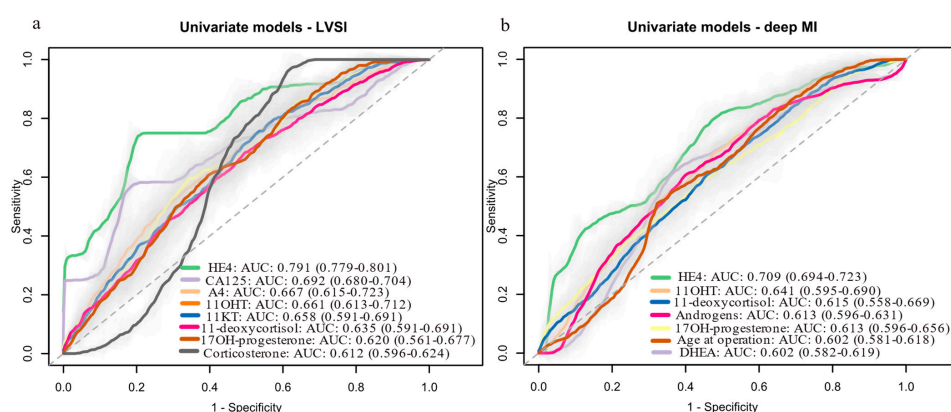 a
Univariate models - LVSI
1.0
0.8
0.6
0.4
0.2
0.0
Sensitivity
HE4: AUC: 0.791 (0.779-0.801)
CA125: AUC: 0.692 (0.680-0.704)
A4: AUC: 0.667 (0.615-0.723)
11OHT: AUC: 0.661 (0.613-0.712)
11KT: AUC: 0.658 (0.591-0.691)
11-deoxycortisol: AUC: 0.635 (0.591-0.691)
17OH-progesterone: AUC: 0.620 (0.561-0.677)
Corticosterone: AUC: 0.612 (0.596-0.624)
0.0 0.2 0.4 0.6 0.8 1.0
1 - Specificity
b
Univariate models - deep MI
1.0
0.8
0.6
0.4
0.2
0.0
Sensitivity
HE4: AUC: 0.709 (0.694-0.723)
11OHT: AUC: 0.641 (0.595-0.690)
11-deoxycortisol: AUC: 0.615 (0.558-0.669)
Androgens: AUC: 0.613 (0.596-0.631)
17OH-progesterone: AUC: 0.613 (0.596-0.656)
Age at operation: AUC: 0.602 (0.581-0.618)
DHEA: AUC: 0.602 (0.582-0.619)
0.0 0.2 0.4 0.6 0.8 1.0
1 - Specificity